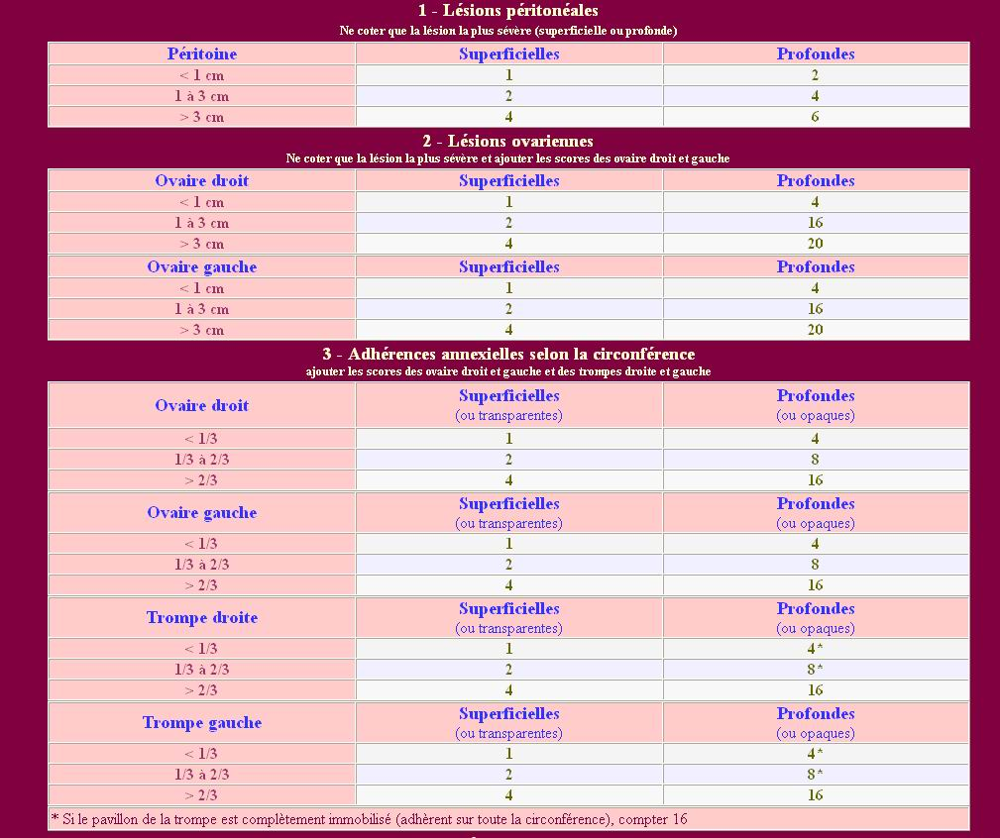 1 - Lésions péritonéales
Ne coter que la lésion la plus sévère (superficielle ou profonde)
Péritoine Superficielles Profondes
< 1 cm 1 2
1 à 3 cm 2 4
> 3 cm 4 6
2 - Lésions ovariennes
Ne coter que la lésion la plus sévère et ajouter les scores des ovaire droit et gauche
Ovaire droit Superficielles Profondes
< 1 cm 1 4
1 à 3 cm 2 16
> 3 cm 4 20
Ovaire gauche Superficielles Profondes
< 1 cm 1 4
1 à 3 cm 2 16
> 3 cm 4 20
3 - Adhérences annexielles selon la circonférence
ajouter les scores des ovaire droit et gauche et des trompes droite et gauche
Ovaire droit Superficielles Profondes
(ou transparentes) (ou opaques)
< 1/3 1 4
1/3 à 2/3 2 8
> 2/3 4 16
Ovaire gauche Superficielles Profondes
(ou transparentes) (ou opaques)
< 1/3 1 4
1/3 à 2/3 2 8
> 2/3 4 16
Trompe droite Superficielles Profondes
(ou transparentes) (ou opaques)
< 1/3 1 4*
1/3 à 2/3 2 8*
> 2/3 4 16
Trompe gauche Superficielles Profondes
(ou transparentes) (ou opaques)
< 1/3 1 4*
1/3 à 2/3 2 8*
> 2/3 4 16
* Si le pavillon de la trompe est complètement immobilisé (adhèrent sur toute la circonférence), compter 16